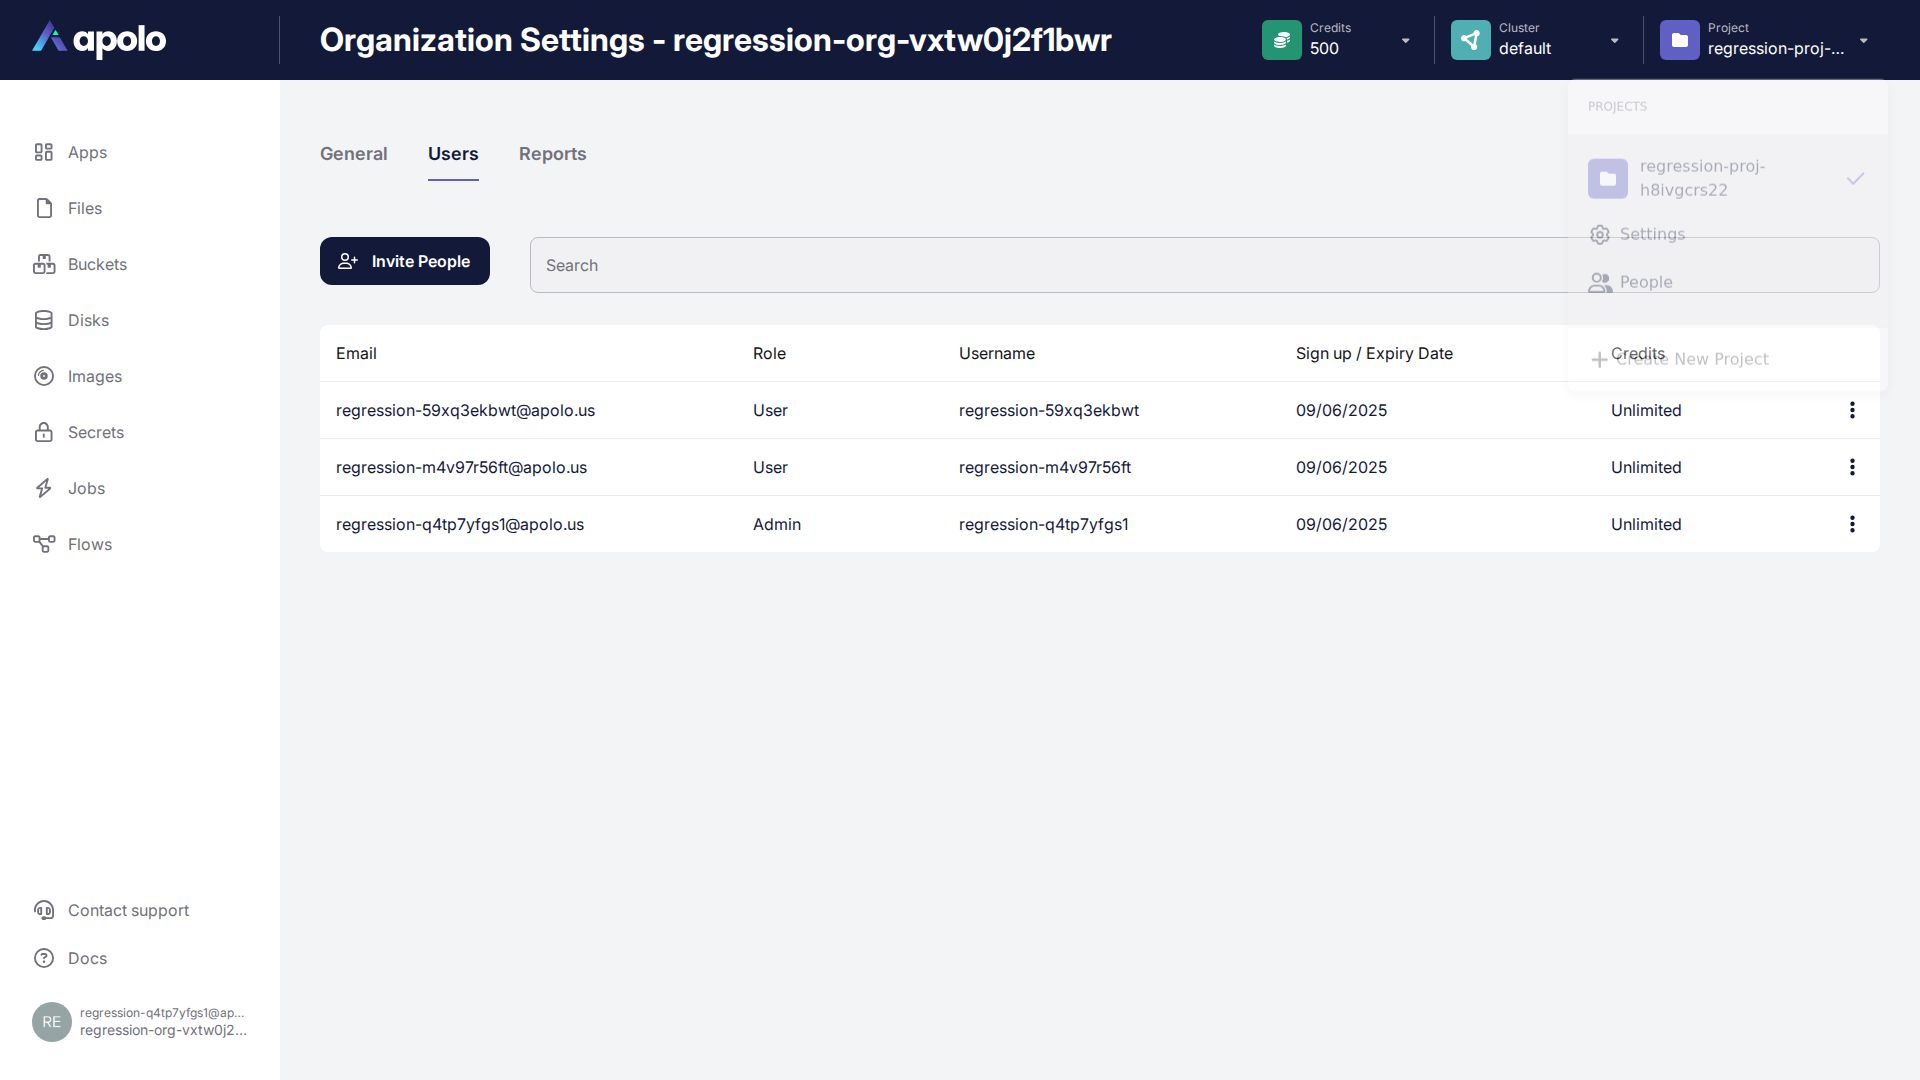 apolo
Organization Settings - regression-org-vxtw0j2f1bwr
Credits
500
Cluster
default
Project
regression-proj-...
PROJECTS
regression-proj-
h8ivgcrs22
Settings
People
Create New Project
Apps
Files
Buckets
Disks
Images
Secrets
Jobs
Flows
General Users Reports
Invite People
Search
Email Role Username Sign up / Expiry Date Credits
regression-59xq3ekbwt@apolo.us User regression-59xq3ekbwt 09/06/2025 Unlimited
regression-m4v97r56ft@apolo.us User regression-m4v97r56ft 09/06/2025 Unlimited
regression-q4tp7yfgs1@apolo.us Admin regression-q4tp7yfgs1 09/06/2025 Unlimited
Contact support
Docs
RE
regression-q4tp7yfgs1@ap...
regression-org-vxtw0j2...